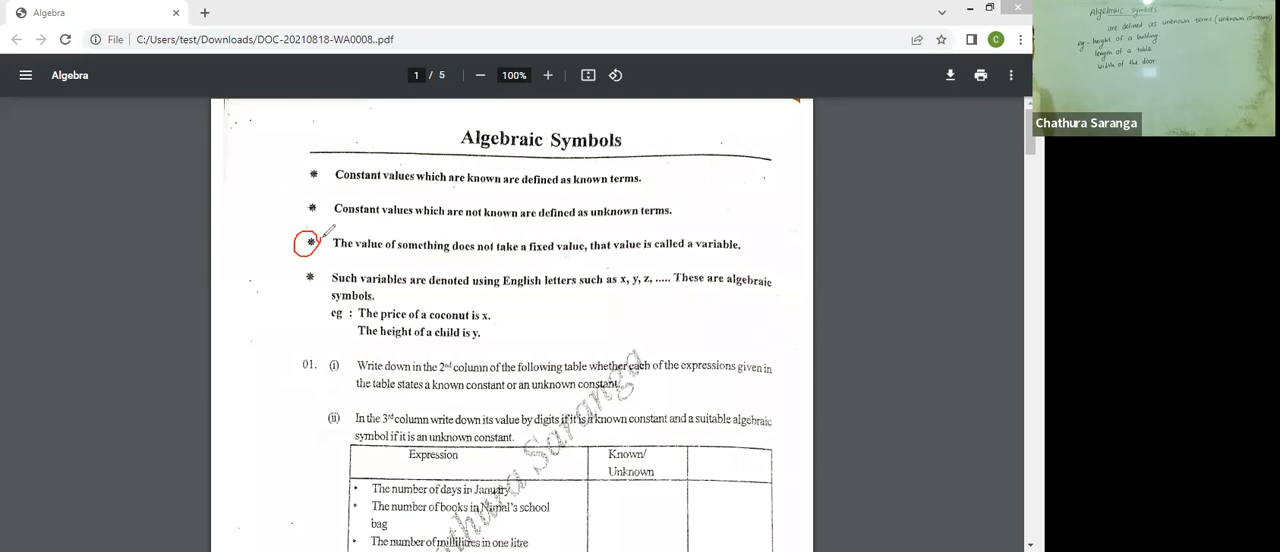 Algebra
File
C:/Users/test/Downloads/DOC-20210818-WA0008..pdf
C
Algebra
1 / 5
100%
Algebraic Symbols
* Constant values which are known are defined as known terms.
* Constant values which are not known are defined as unknown terms.
* The value of something does not take a fixed value, that value is called a variable.
* Such variables are denoted using English letters such as x, y, z, ..... These are algebraic
symbols.
eg : The price of a coconut is x.
The height of a child is y.
01. (i) Write down in the 2nd column of the following table whether each of the expressions given in
the table states a known constant or an unknown constant.
(ii) In the 3rd column write down its value by digits if it is a known constant and a suitable algebraic
symbol if it is an unknown constant.
Expression
Known/
Unknown
• The number of days in January
• The number of books in Nimal's school
bag
• The number of millilitres in one litre
Saranga
Algebraic symbols
are defined as unknown terms (unknown
eg - height of a building
length of a table
width of the door
Chathura Saranga